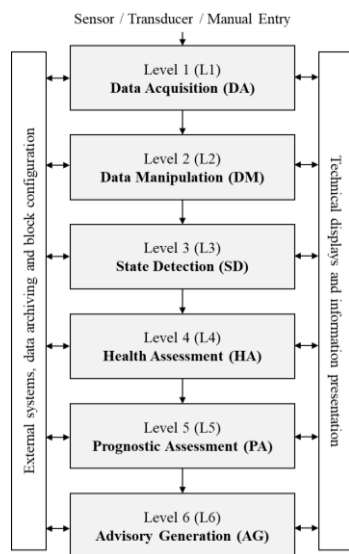 Sensor / Transducer / Manual Entry
Level 1 (L1)
Data Acquisition (DA)
Level 2 (L2)
Data Manipulation (DM)
Level 3 (L3)
State Detection (SD)
Level 4 (L4)
Health Assessment (HA)
Level 5 (L5)
Prognostic Assessment (PA)
Level 6 (L6)
Advisory Generation (AG)
External systems, data archiving and block configuration
Technical displays and information presentation